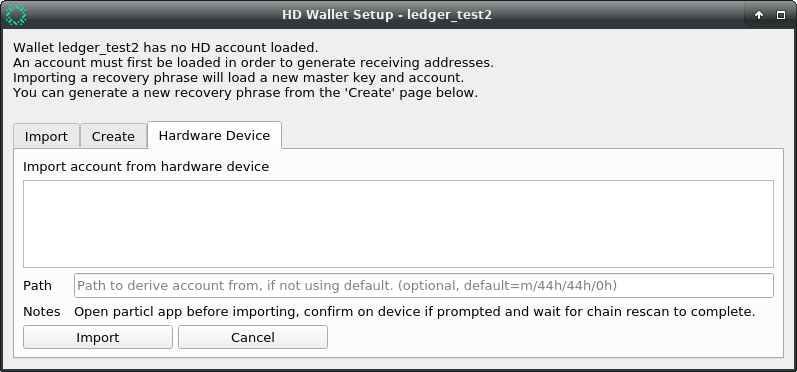 HD Wallet Setup - ledger_test2
Wallet ledger_test2 has no HD account loaded.
An account must first be loaded in order to generate receiving addresses.
Importing a recovery phrase will load a new master key and account.
You can generate a new recovery phrase from the 'Create' page below.
Import Create Hardware Device
Import account from hardware device
Path Path to derive account from, if not using default. (optional, default=m/44h/44h/0h)
Notes Open particl app before importing, confirm on device if prompted and wait for chain rescan to complete.
Import Cancel